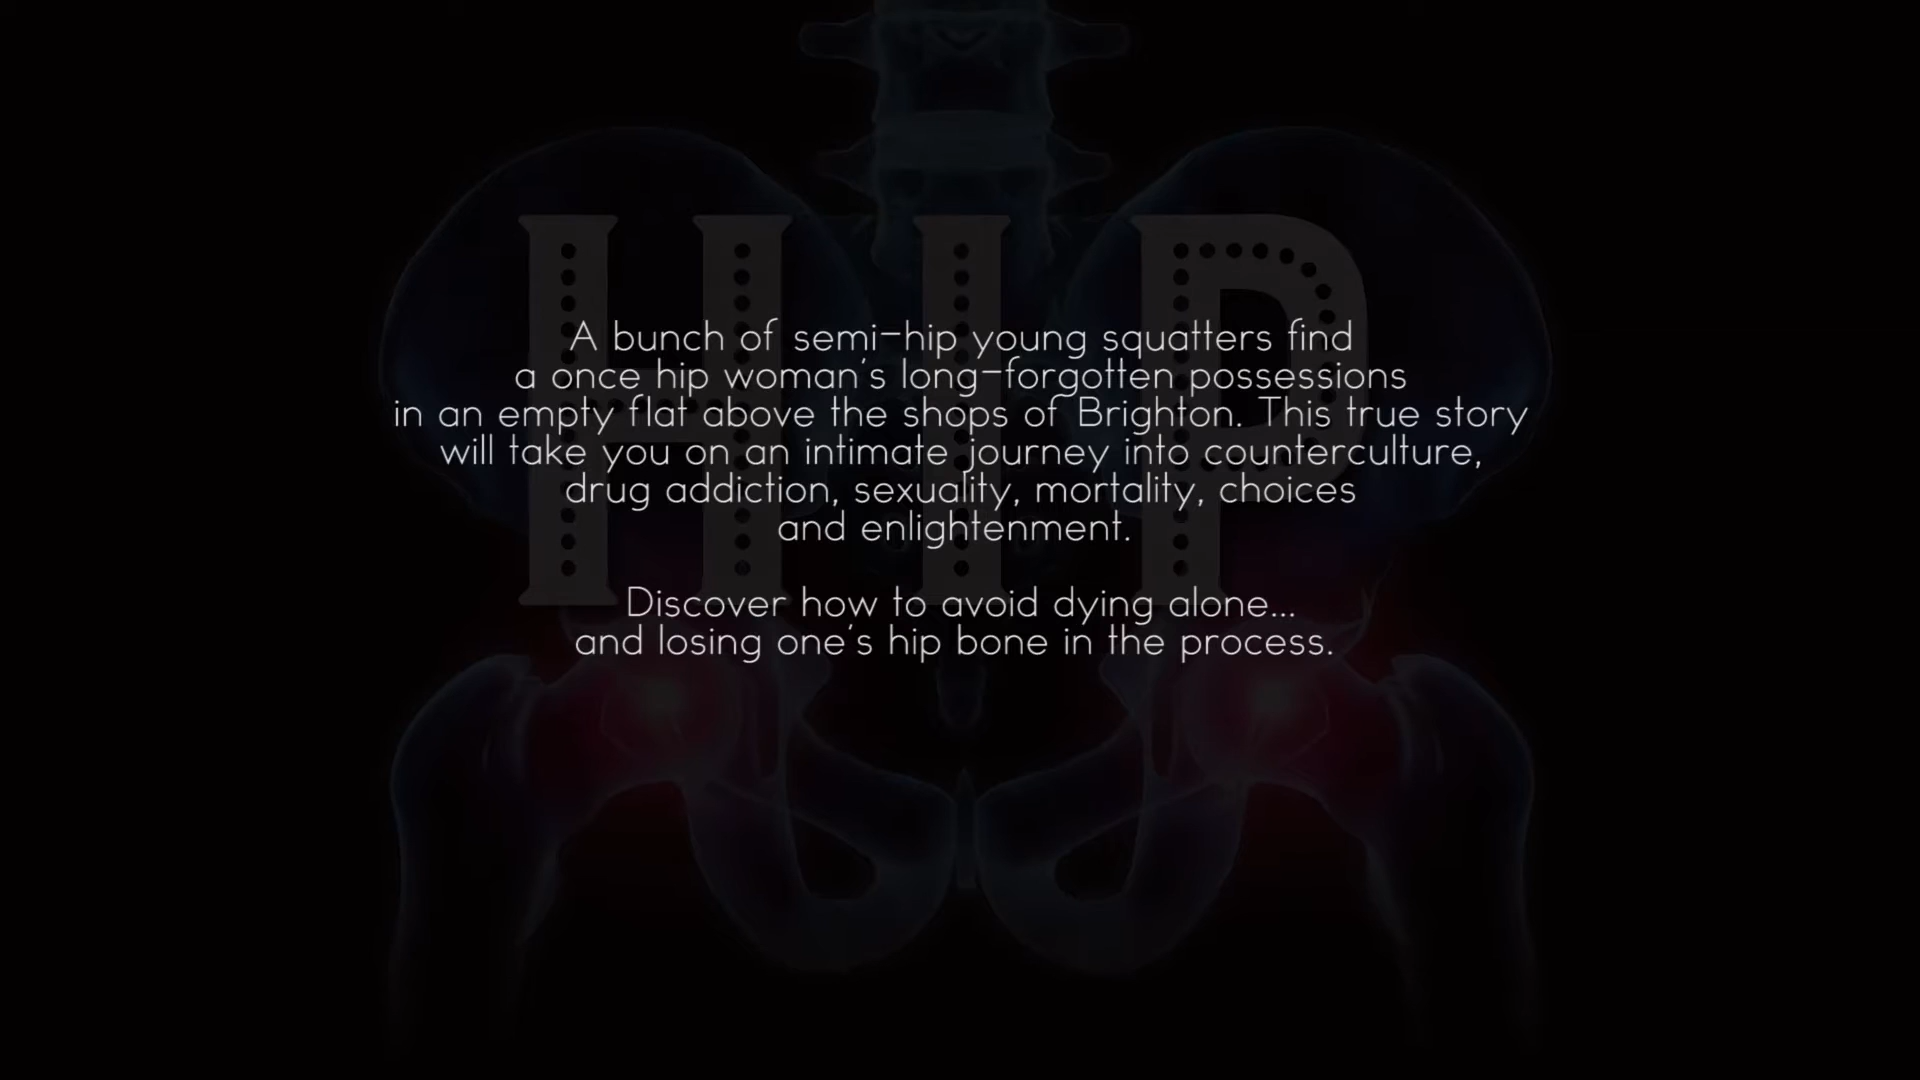 HIP
A bunch of semi-hip young squatters find
a once hip woman's long-forgotten possessions
in an empty flat above the shops of Brighton. This true story
will take you on an intimate journey into counterculture,
drug addiction, sexuality, mortality, choices
and enlightenment.
Discover how to avoid dying alone...
and losing one's hip bone in the process.